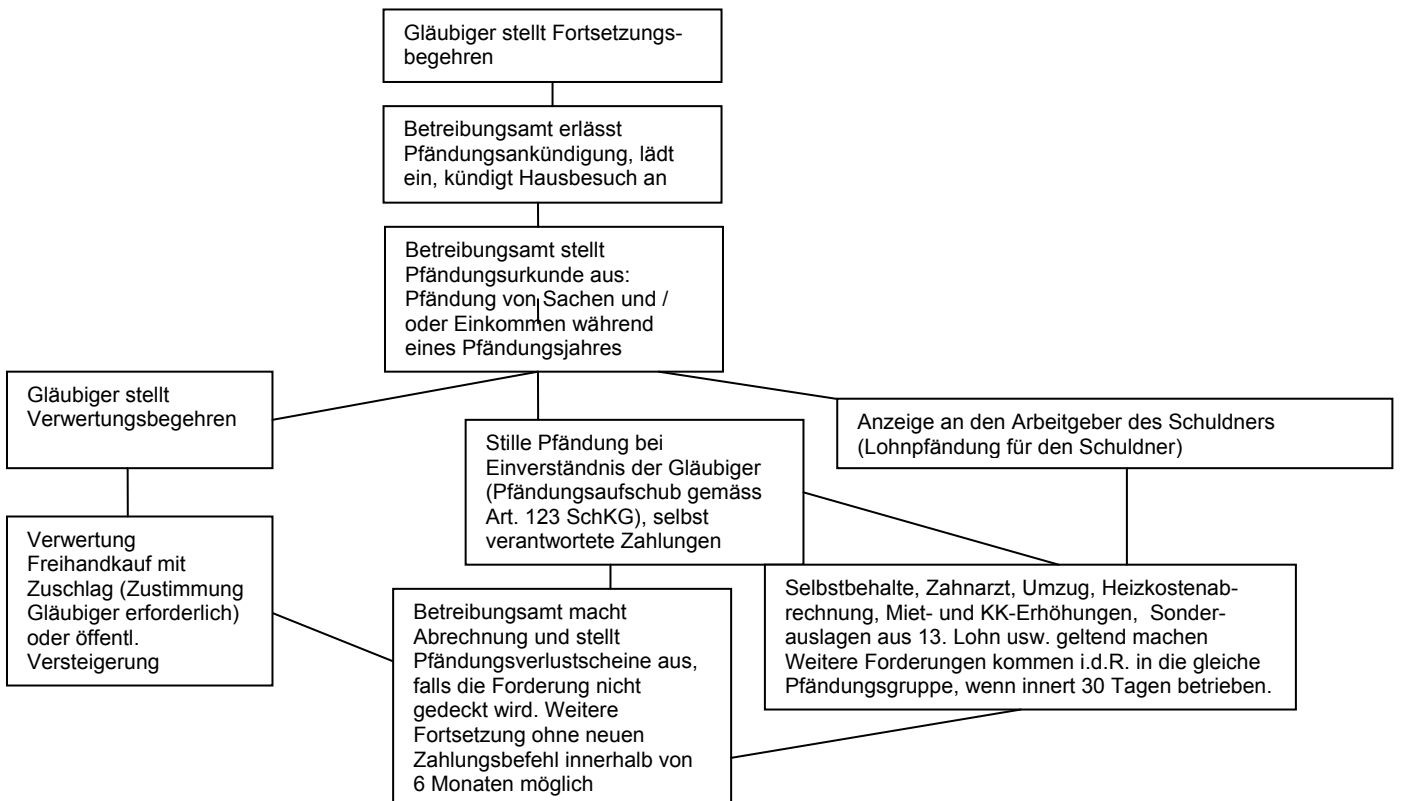 Gläubiger stellt Fortsetzungs-
begehren
Betreibungsamt erlässt
Pfändungsankündigung, lädt
ein, kündigt Hausbesuch an
Betreibungsamt stellt
Pfändungsurkunde aus:
Pfändung von Sachen und /
oder Einkommen während
eines Pfändungsjahres
Gläubiger stellt
Verwertungsbegehren
Stille Pfändung bei
Einverständnis der Gläubiger
(Pfändungsaufschub gemäss
Art. 123 SchKG), selbst
verantwortete Zahlungen
Anzeige an den Arbeitgeber des Schuldners
(Lohnpfändung für den Schuldner)
Verwertung
Freihandkauf mit
Zuschlag (Zustimmung
Gläubiger erforderlich)
oder öffentl.
Versteigerung
Betreibungsamt macht
Abrechnung und stellt
Pfändungsverlustscheine aus,
falls die Forderung nicht
gedeckt wird. Weitere
Fortsetzung ohne neuen
Zahlungsbefehl innerhalb von
6 Monaten möglich
Selbstbehalte, Zahnarzt, Umzug, Heizkostenab-
rechnung, Miet- und KK-Erhöhungen, Sonder-
auslagen aus 13. Lohn usw. geltend machen
Weitere Forderungen kommen i.d.R. in die gleiche
Pfändungsgruppe, wenn innert 30 Tagen betrieben.